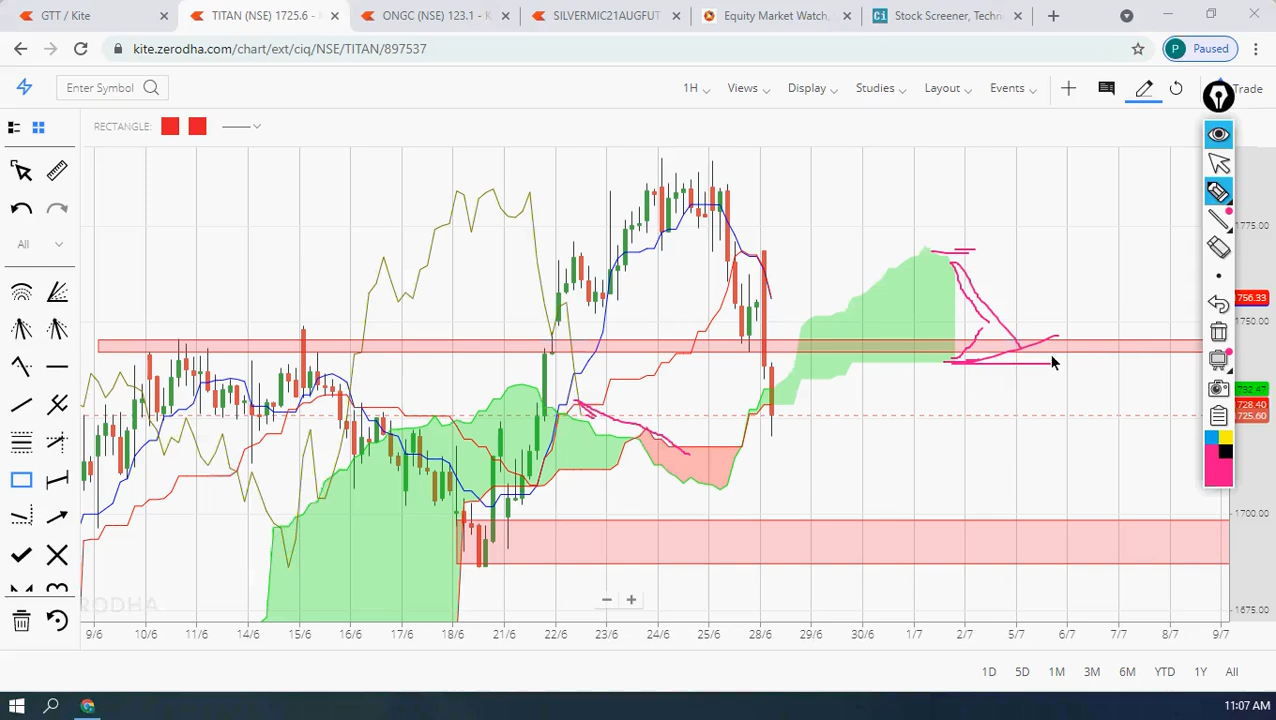 GTT / Kite
TITAN (NSE) 1725.6 - K
ONGC (NSE) 123.1 - K
SILVERMIC21AUGFUT
Equity Market Watch,
Stock Screener, Techn
kite.zerodha.com/chart/ext/ciq/NSE/TITAN/897537
P Paused
Enter Symbol
1H Views Display Studies Layout Events Trade
RECTANGLE:
All
1775.00
1756.33
1750.00
732.47
728.40
725.60
1700.00
1675.00
9/6 10/6 11/6 14/6 15/6 16/6 17/6 18/6 21/6 22/6 23/6 24/6 25/6 28/6 29/6 30/6 1/7 2/7 5/7 6/7 7/7 8/7 9/7
1D 5D 1M 3M 6M YTD 1Y All
11:07 AM